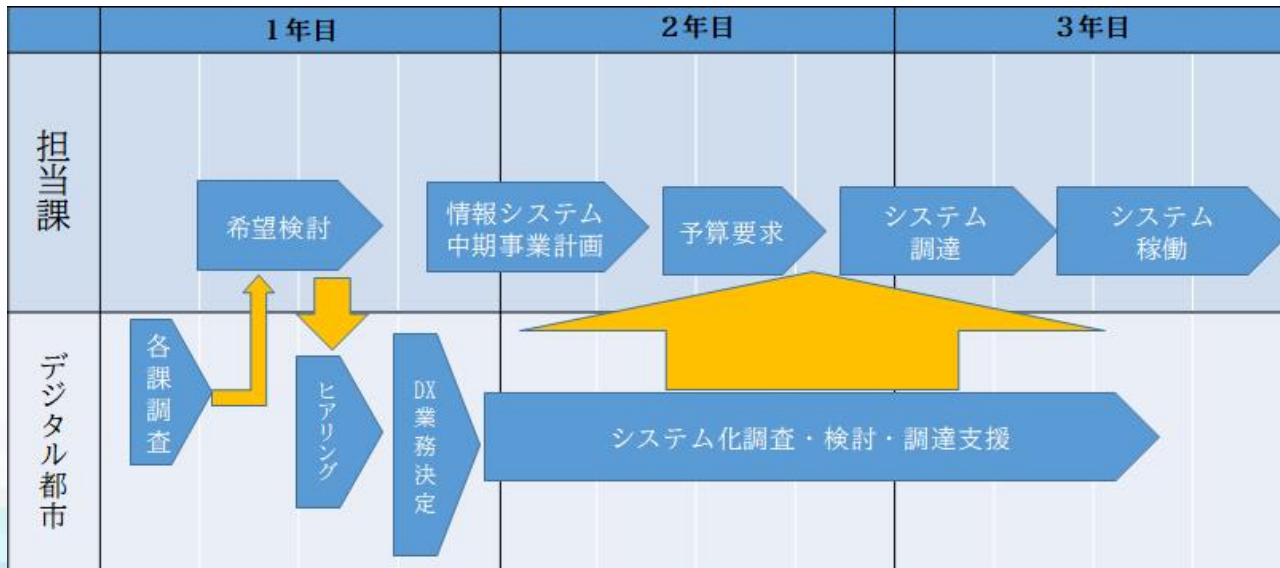 1年目
2年目
3年目
担当課
希望検討
情報システム
中期事業計画
予算要求
システム
調達
システム
稼働
デジタル都市
各課調査
ヒアリング
DX業務決定
システム化調査・検討・調達支援